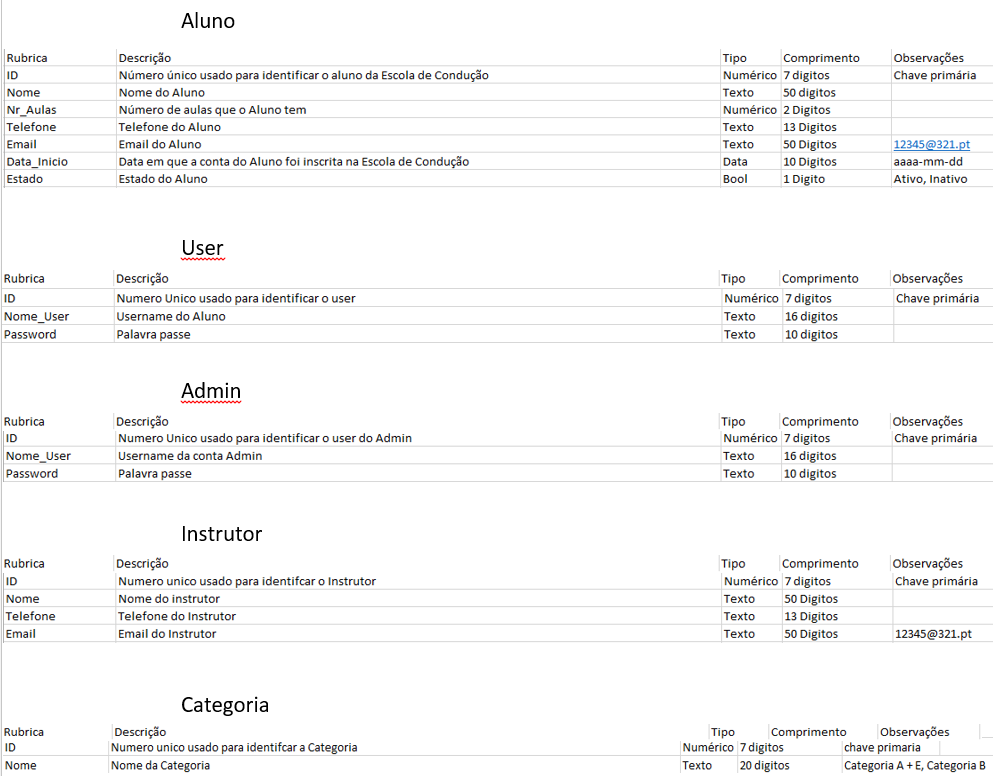 Aluno
Rubrica Descrição Tipo Comprimento Observações
ID Número único usado para identificar o aluno da Escola de Condução Numérico 7 digitos Chave primária
Nome Nome do Aluno Texto 50 digitos
Nr_Aulas Número de aulas que o Aluno tem Numérico 2 Digitos
Telefone Telefone do Aluno Texto 13 Digitos
Email Email do Aluno Texto 50 Digitos 12345@321.pt
Data_Inicio Data em que a conta do Aluno foi inscrita na Escola de Condução Data 10 Digitos aaaa-mm-dd
Estado Estado do Aluno Bool 1 Digito Ativo, Inativo
User
Rubrica Descrição Tipo Comprimento Observações
ID Numero Unico usado para identificar o user Numérico 7 digitos Chave primária
Nome_User Username do Aluno Texto 16 digitos
Password Palavra passe Texto 10 digitos
Admin
Rubrica Descrição Tipo Comprimento Observações
ID Numero Unico usado para identificar o user do Admin Numérico 7 digitos Chave primária
Nome_User Username da conta Admin Texto 16 digitos
Password Palavra passe Texto 10 digitos
Instrutor
Rubrica Descrição Tipo Comprimento Observações
ID Numero unico usado para identifcar o Instrutor Numérico 7 digitos Chave primária
Nome Nome do instrutor Texto 50 Digitos
Telefone Telefone do Instrutor Texto 13 Digitos
Email Email do Instrutor Texto 50 Digitos 12345@321.pt
Categoria
Rubrica Descrição Tipo Comprimento Observações
ID Numero unico usado para identifcar a Categoria Numérico 7 digitos chave primaria
Nome Nome da Categoria Texto 20 digitos Categoria A + E, Categoria B